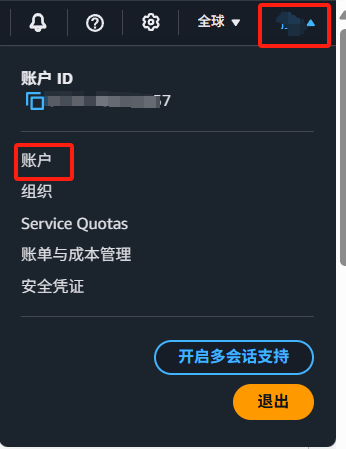 全球
账户 ID
57
账户
组织
Service Quotas
账单与成本管理
安全凭证
开启多会话支持
退出